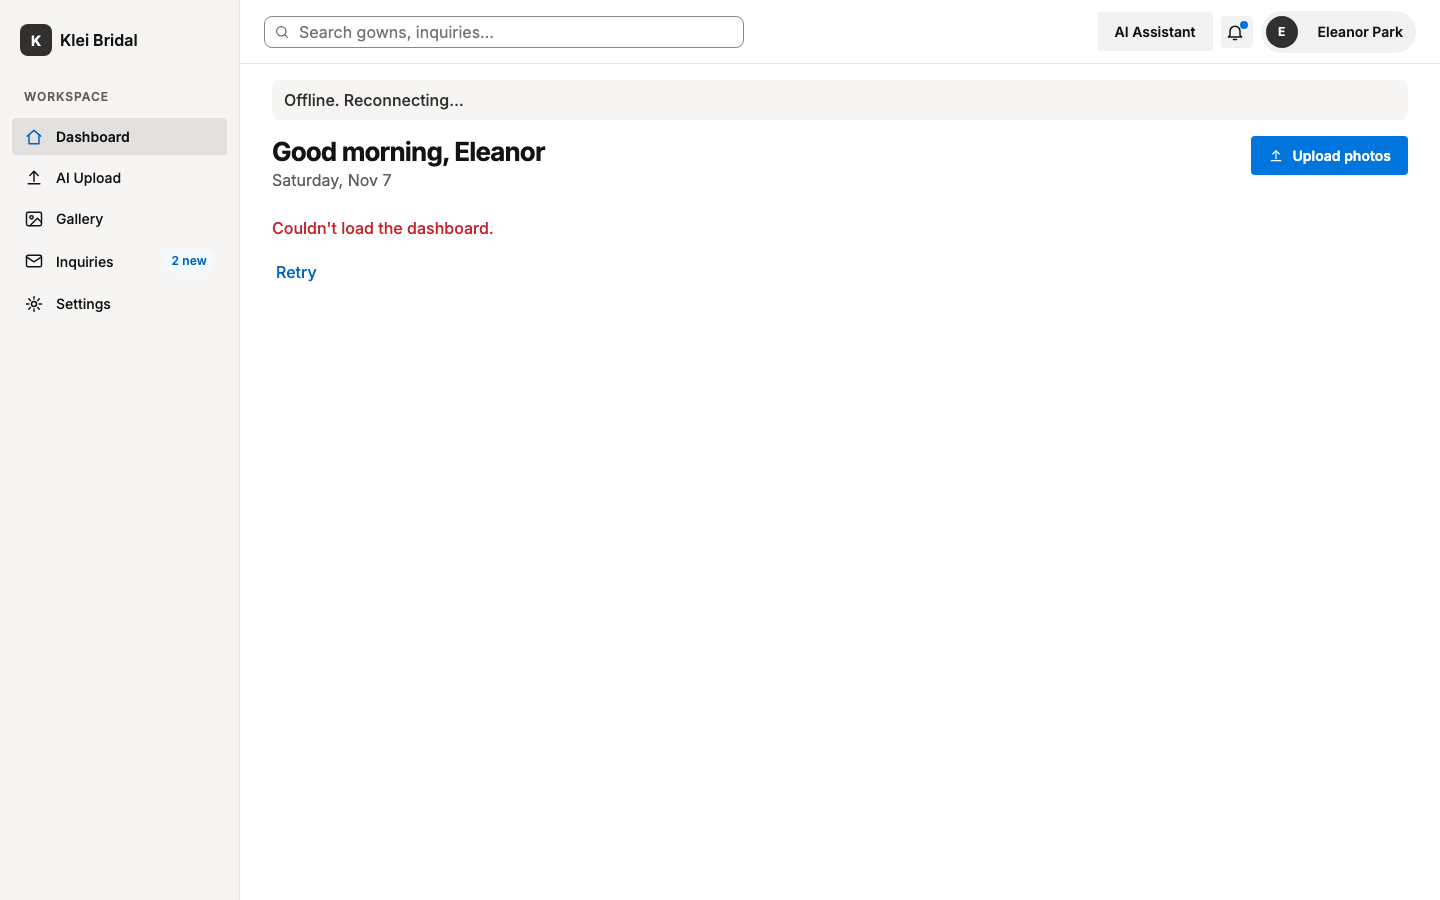 K Klei Bridal
WORKSPACE
Dashboard
AI Upload
Gallery
Inquiries 2 new
Settings
Search gowns, inquiries...
AI Assistant
E Eleanor Park
Offline. Reconnecting...
Good morning, Eleanor
Saturday, Nov 7
Upload photos
Couldn't load the dashboard.
Retry